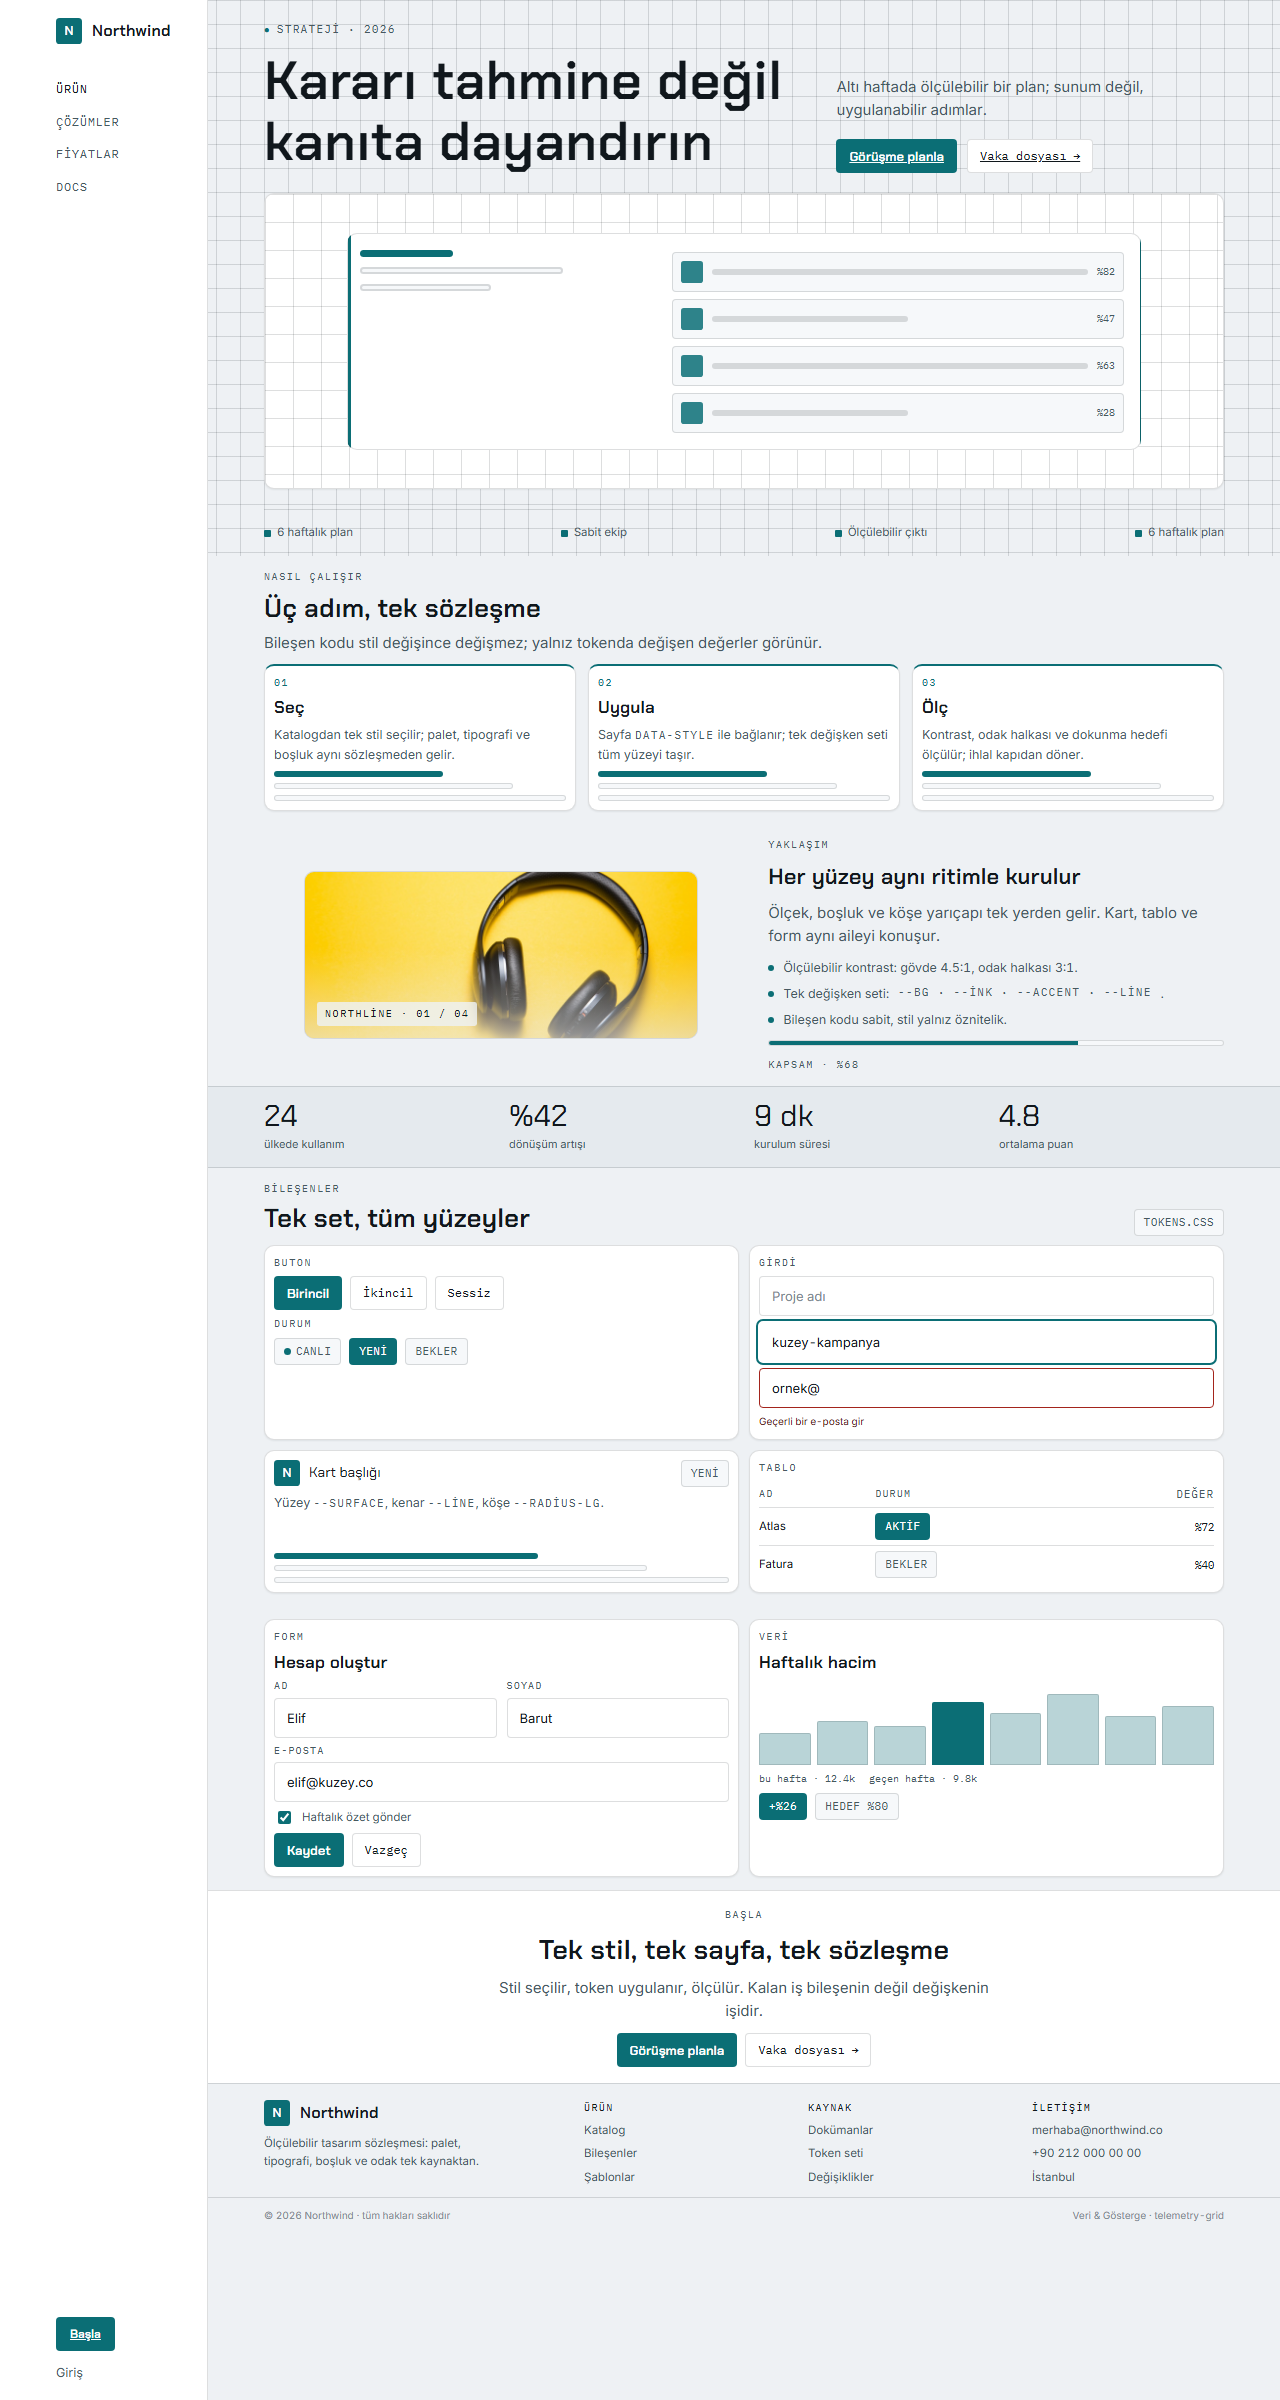 N Northwind
ÜRÜN
ÇÖZÜMLER
FİYATLAR
DOCS
STRATEJİ · 2026
Kararı tahmine değil
kanıta dayandırın
Altı haftada ölçülebilir bir plan; sunum değil,
uygulanabilir adımlar.
Görüşme planla
Vaka dosyası →
%82
%47
%63
%28
6 haftalık plan
Sabit ekip
Ölçülebilir çıktı
6 haftalık plan
NASIL ÇALIŞIR
Üç adım, tek sözleşme
Bileşen kodu stil değişince değişmez; yalnız tokenda değişen değerler görünür.
01
Seç
Katalogdan tek stil seçilir; palet, tipografi ve
boşluk aynı sözleşmeden gelir.
02
Uygula
Sayfa DATA-STYLE ile bağlanır; tek değişken seti
tüm yüzeyi taşır.
03
Ölç
Kontrast, odak halkası ve dokunma hedefi
ölçülür; ihlal kapıdan döner.
NORTHLİNE · 01 / 04
YAKLAŞIM
Her yüzey aynı ritimle kurulur
Ölçek, boşluk ve köşe yarıçapı tek yerden gelir. Kart, tablo ve
form aynı aileyi konuşur.
Ölçülebilir kontrast: gövde 4.5:1, odak halkası 3:1.
Tek değişken seti: --BG · --İNK · --ACCENT · --LİNE .
Bileşen kodu sabit, stil yalnız öznitelik.
KAPSAM · %68
24
ülkede kullanım
%42
dönüşüm artışı
9 dk
kurulum süresi
4.8
ortalama puan
BİLEŞENLER
Tek set, tüm yüzeyler
TOKENS.CSS
BUTON
Birincil
İkincil
Sessiz
DURUM
CANLI
YENİ
BEKLER
GİRDİ
Proje adı
kuzey-kampanya
ornek@
Geçerli bir e-posta gir
N Kart başlığı
YENİ
Yüzey --SURFACE, kenar --LİNE, köşe --RADİUS-LG.
TABLO
AD DURUM DEĞER
Atlas AKTİF %72
Fatura BEKLER %40
FORM
Hesap oluştur
AD
Elif
SOYAD
Barut
E-POSTA
elif@kuzey.co
Haftalık özet gönder
Kaydet
Vazgeç
VERİ
Haftalık hacim
bu hafta · 12.4k geçen hafta · 9.8k
+%26
HEDEF %80
BAŞLA
Tek stil, tek sayfa, tek sözleşme
Stil seçilir, token uygulanır, ölçülür. Kalan iş bileşenin değil değişkenin
işidir.
Görüşme planla
Vaka dosyası →
N Northwind
Ölçülebilir tasarım sözleşmesi: palet,
tipografi, boşluk ve odak tek kaynaktan.
ÜRÜN
Katalog
Bileşenler
Şablonlar
KAYNAK
Dokümanlar
Token seti
Değişiklikler
İLETİŞİM
merhaba@northwind.co
+90 212 000 00 00
İstanbul
© 2026 Northwind · tüm hakları saklıdır
Veri & Gösterge · telemetry-grid
Başla
Giriş